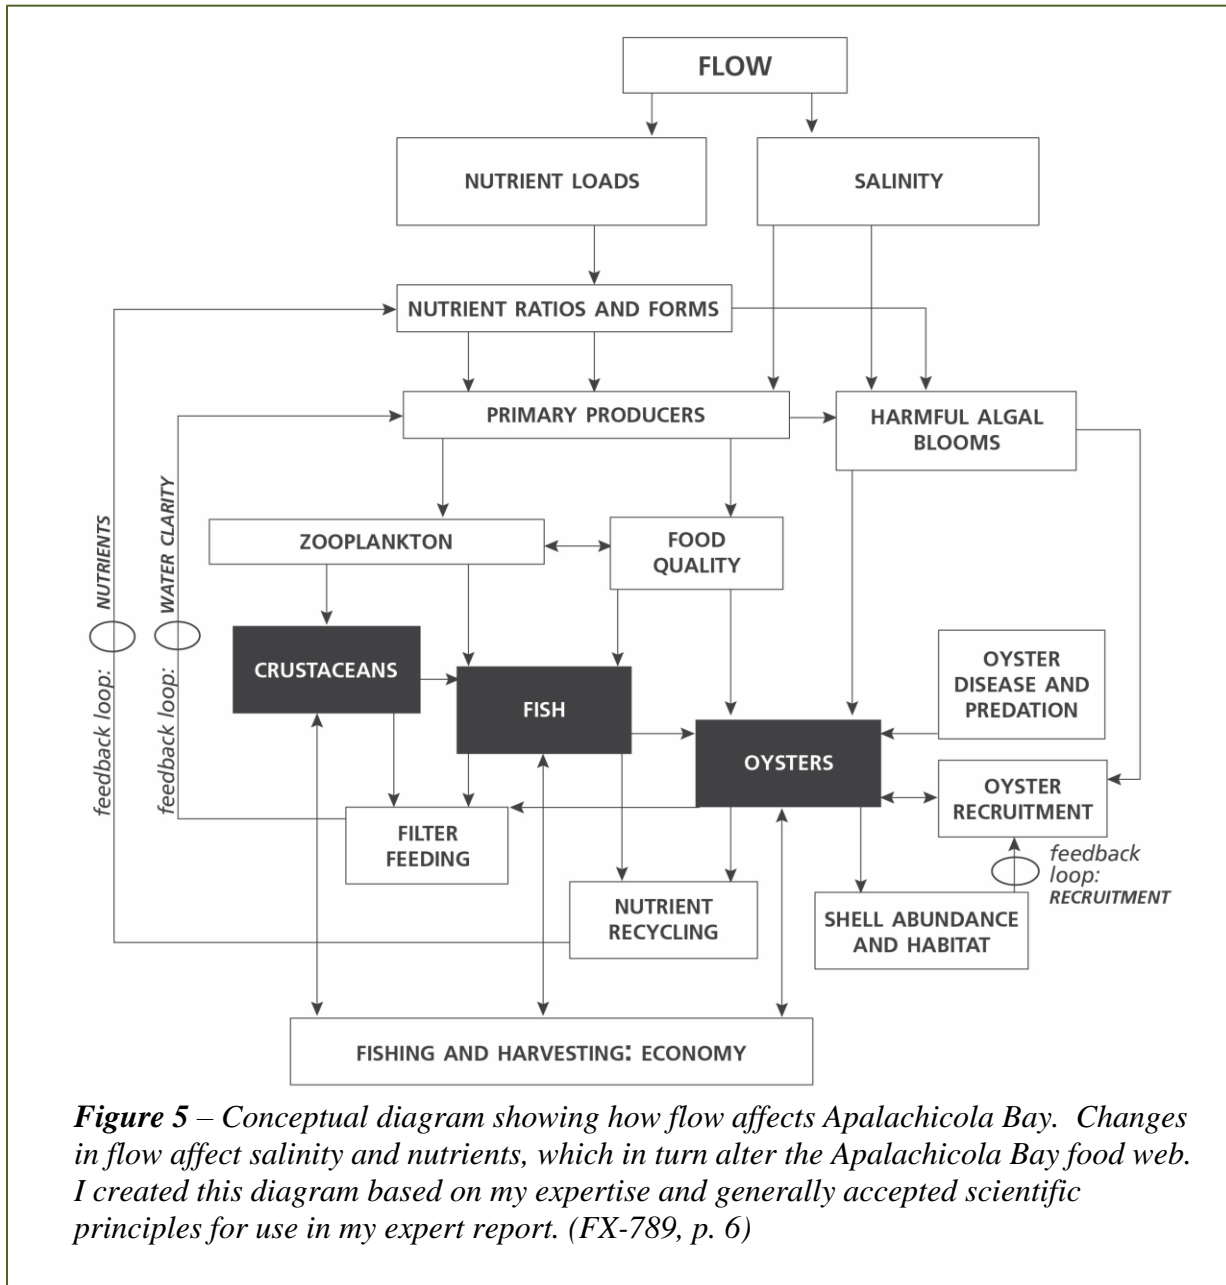 FLOW
NUTRIENT LOADS
SALINITY
NUTRIENT RATIOS AND FORMS
PRIMARY PRODUCERS
HARMFUL ALGAL
BLOOMS
feedback loop: NUTRIENTS
feedback loop: WATER CLARITY
ZOOPLANKTON
FOOD
QUALITY
CRUSTACEANS
FISH
OYSTERS
OYSTER
DISEASE AND
PREDATION
OYSTER
RECRUITMENT
FILTER
FEEDING
NUTRIENT
RECYCLING
SHELL ABUNDANCE
AND HABITAT
feedback
loop:
RECRUITMENT
FISHING AND HARVESTING: ECONOMY
Figure 5 – Conceptual diagram showing how flow affects Apalachicola Bay. Changes
in flow affect salinity and nutrients, which in turn alter the Apalachicola Bay food web.
I created this diagram based on my expertise and generally accepted scientific
principles for use in my expert report. (FX-789, p. 6)